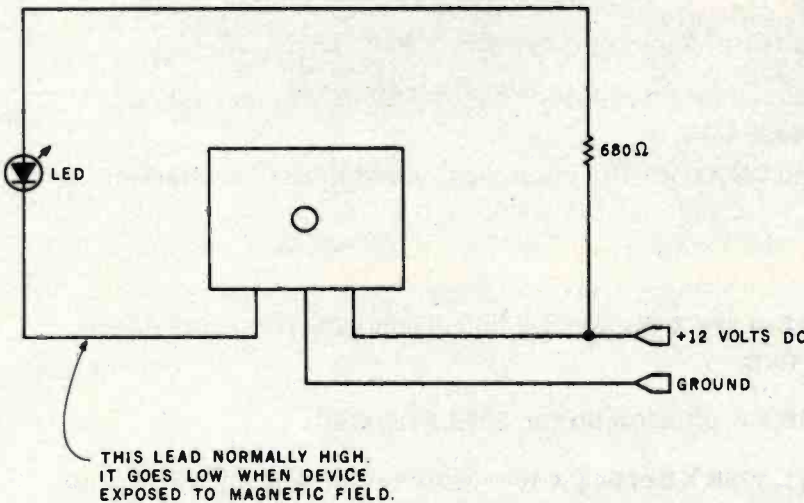 LED
680Ω
+12 VOLTS DC
GROUND
THIS LEAD NORMALLY HIGH.
IT GOES LOW WHEN DEVICE
EXPOSED TO MAGNETIC FIELD.